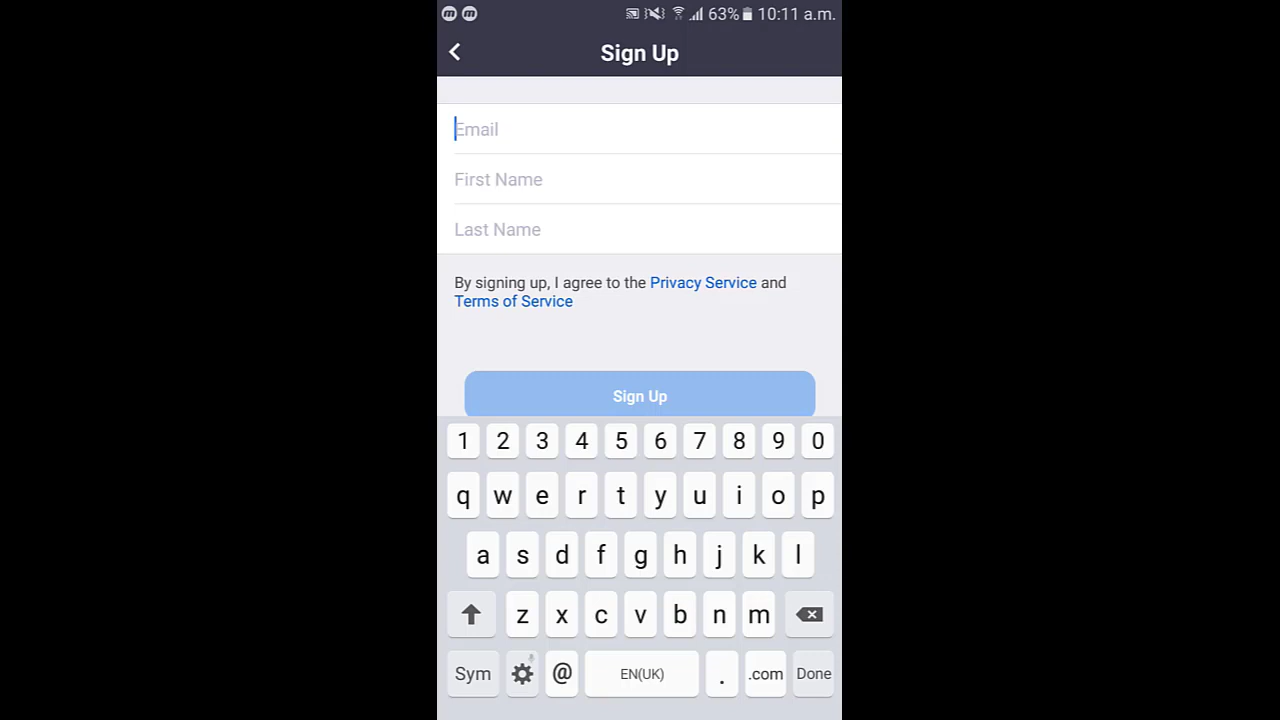 63% 10:11 a.m.
Sign Up
Email
First Name
Last Name
By signing up, I agree to the Privacy Service and
Terms of Service
Sign Up
1 2 3 4 5 6 7 8 9 0
q w e r t y u i o p
a s d f g h j k l
z x c v b n m
Sym @ EN(UK) . .com Done